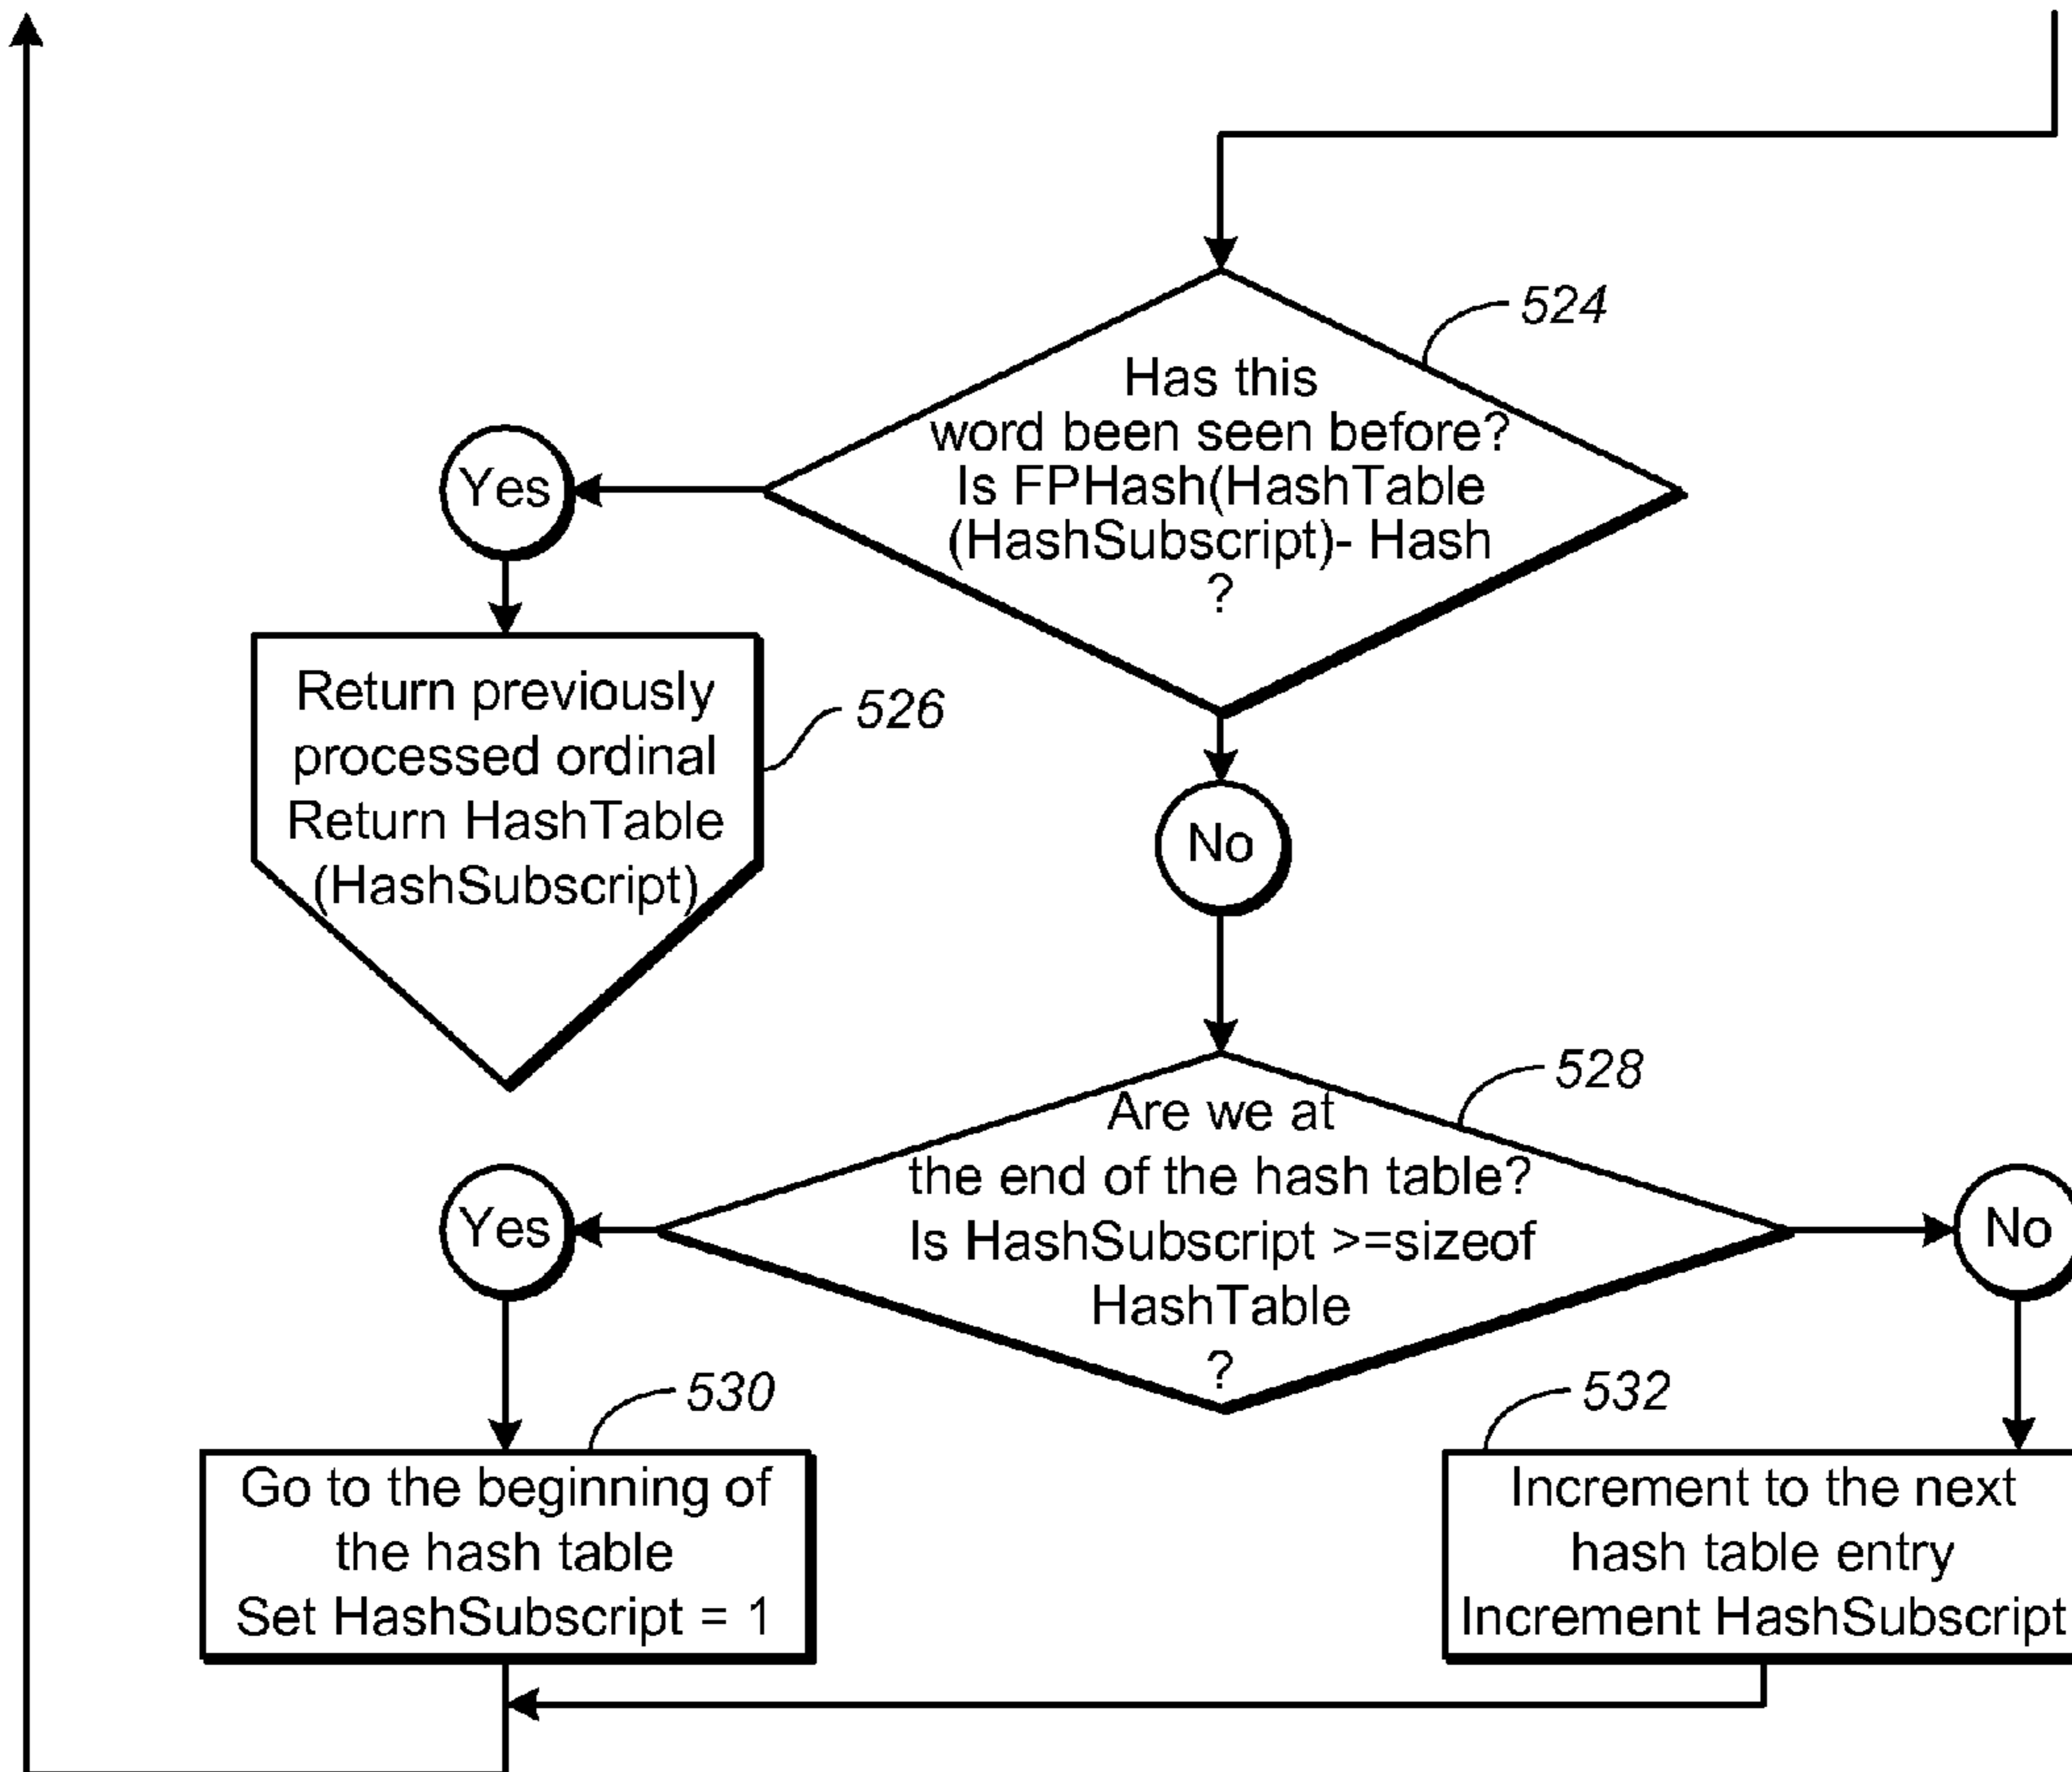 524
Has this
word been seen before?
Is FPHash(HashTable
(HashSubscript)- Hash
?
Yes
Return previously
processed ordinal
Return HashTable
(HashSubscript)
526
No
528
Are we at
the end of the hash table?
Is HashSubscript >=sizeof
HashTable
?
Yes
No
530
Go to the beginning of
the hash table
Set HashSubscript = 1
532
Increment to the next
hash table entry
Increment HashSubscript